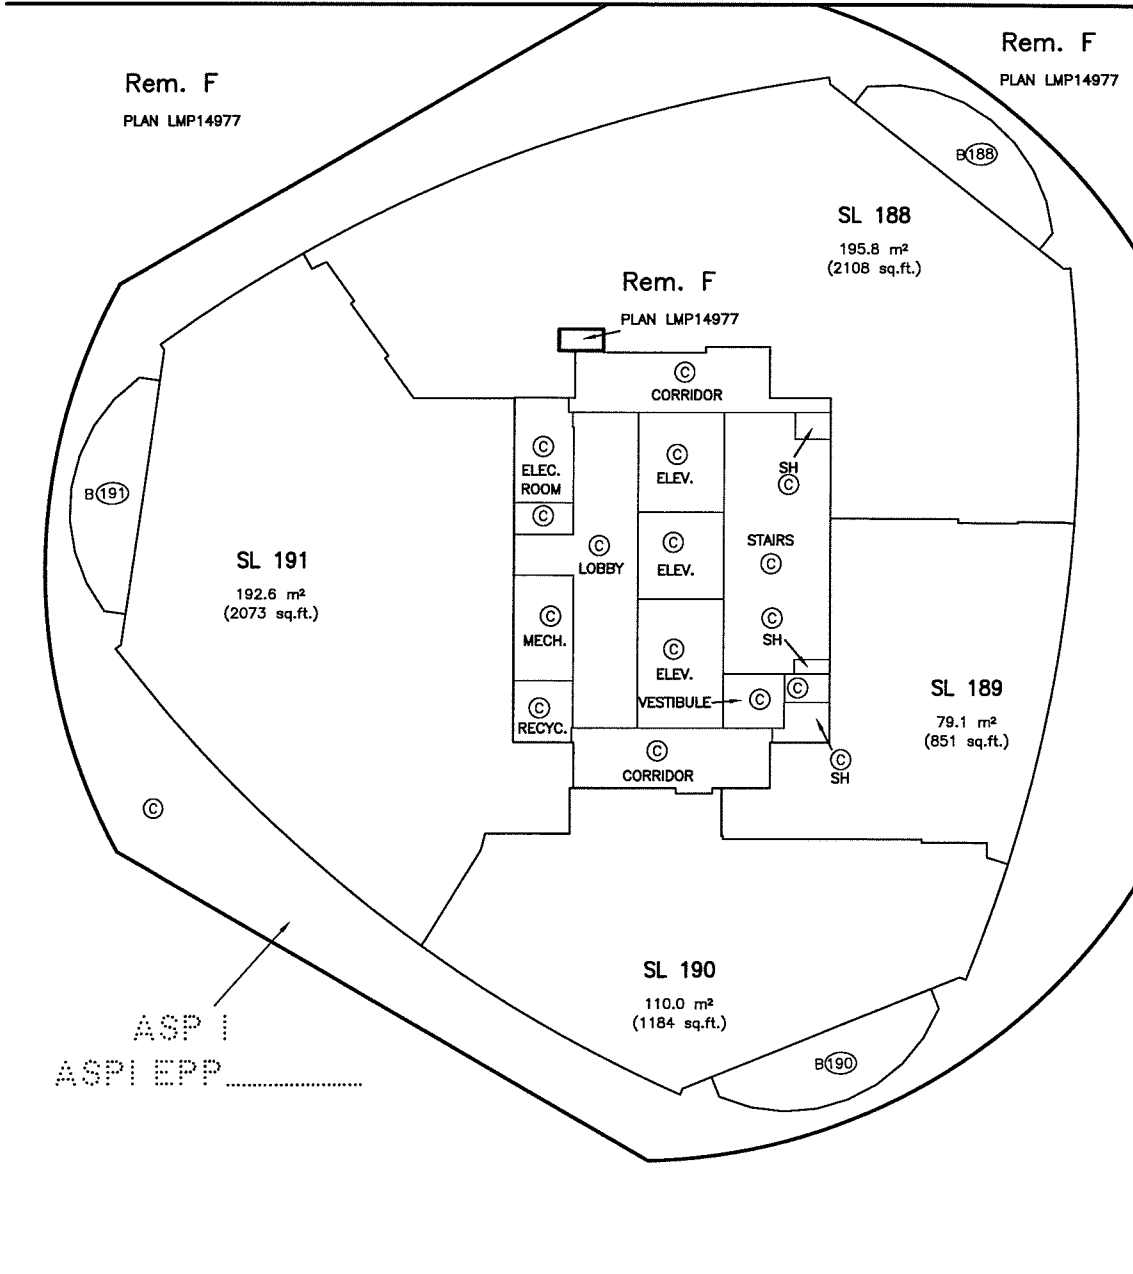 Rem. F
PLAN LMP14977
Rem. F
PLAN LMP14977
B188
SL 188
195.8 m²
(2108 sq.ft.)
Rem. F
PLAN LMP14977
C
CORRIDOR
C
ELEC.
ROOM
C
C
ELEV.
SH
C
B191
SL 191
192.6 m²
(2073 sq.ft.)
C
LOBBY
C
ELEV.
STAIRS
C
C
MECH.
C
ELEV.
C
SH
C
RECYC.
VESTIBULE
C
C
SL 189
79.1 m²
(851 sq.ft.)
C
CORRIDOR
C
SH
C
SL 190
110.0 m²
(1184 sq.ft.)
B190
ASP 1
ASP1 EPP